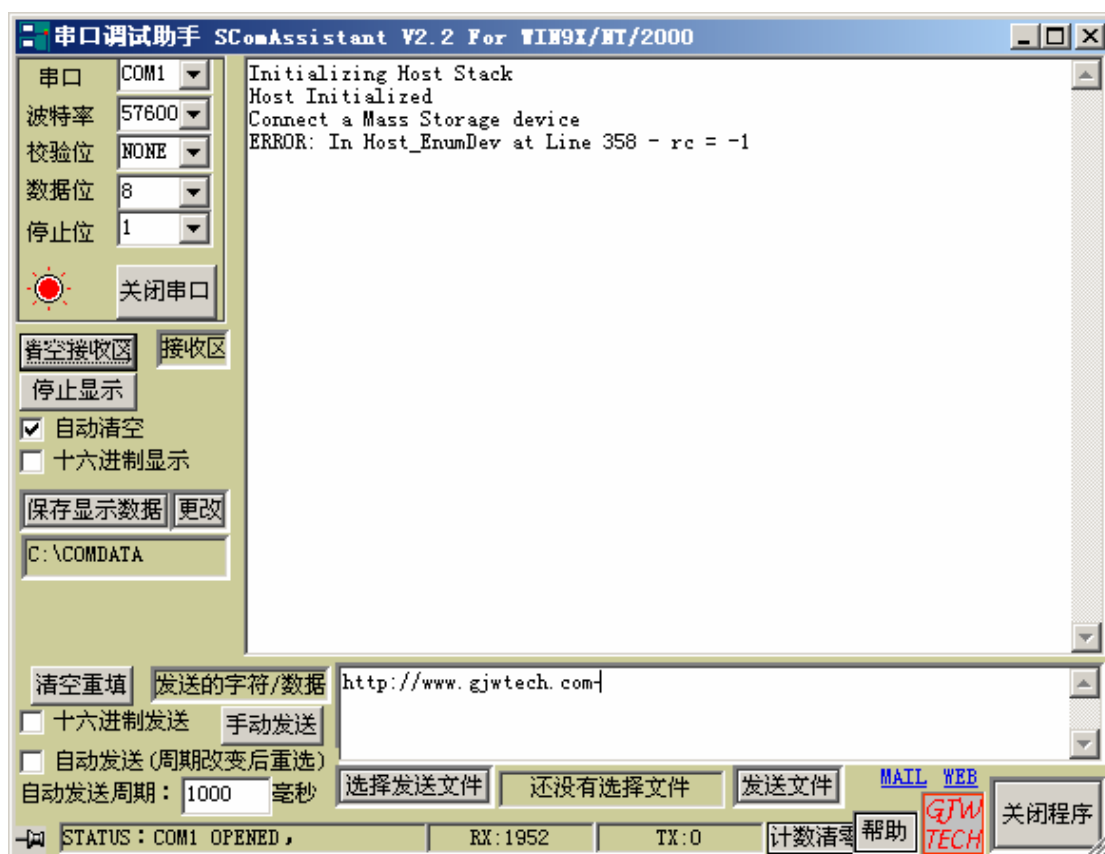 串口调试助手 SComAssistant V2.2 For WIN9X/NT/2000
串口 COM1
波特率 57600
校验位 NONE
数据位 8
停止位 1
关闭串口
清空接收区 接收区
停止显示
自动清空
十六进制显示
保存显示数据 更改
C:\COMDATA
Initializing Host Stack
Host Initialized
Connect a Mass Storage device
ERROR: In Host_EnumDev at Line 358 - rc = -1
清空重填 发送的字符/数据 http://www.gjwtech.com
十六进制发送 手动发送
自动发送(周期改变后重选)
自动发送周期: 1000 毫秒 选择发送文件 还没有选择文件 发送文件 MAIL WEB
STATUS:COM1 OPENED, RX:1952 TX:0 计数清零 帮助 GJW TECH 关闭程序